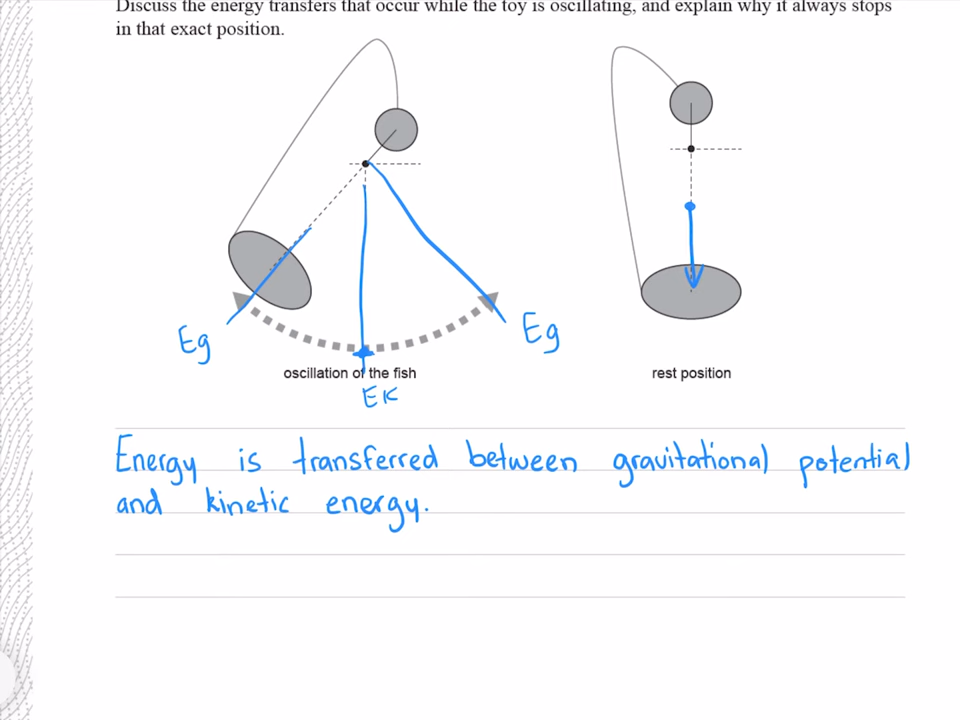 Discuss the energy transfers that occur while the toy is oscillating, and explain why it always stops
in that exact position.
Eg
Eg
oscillation of the fish
rest position
EK
Energy is transferred between gravitational potential
and kinetic energy.